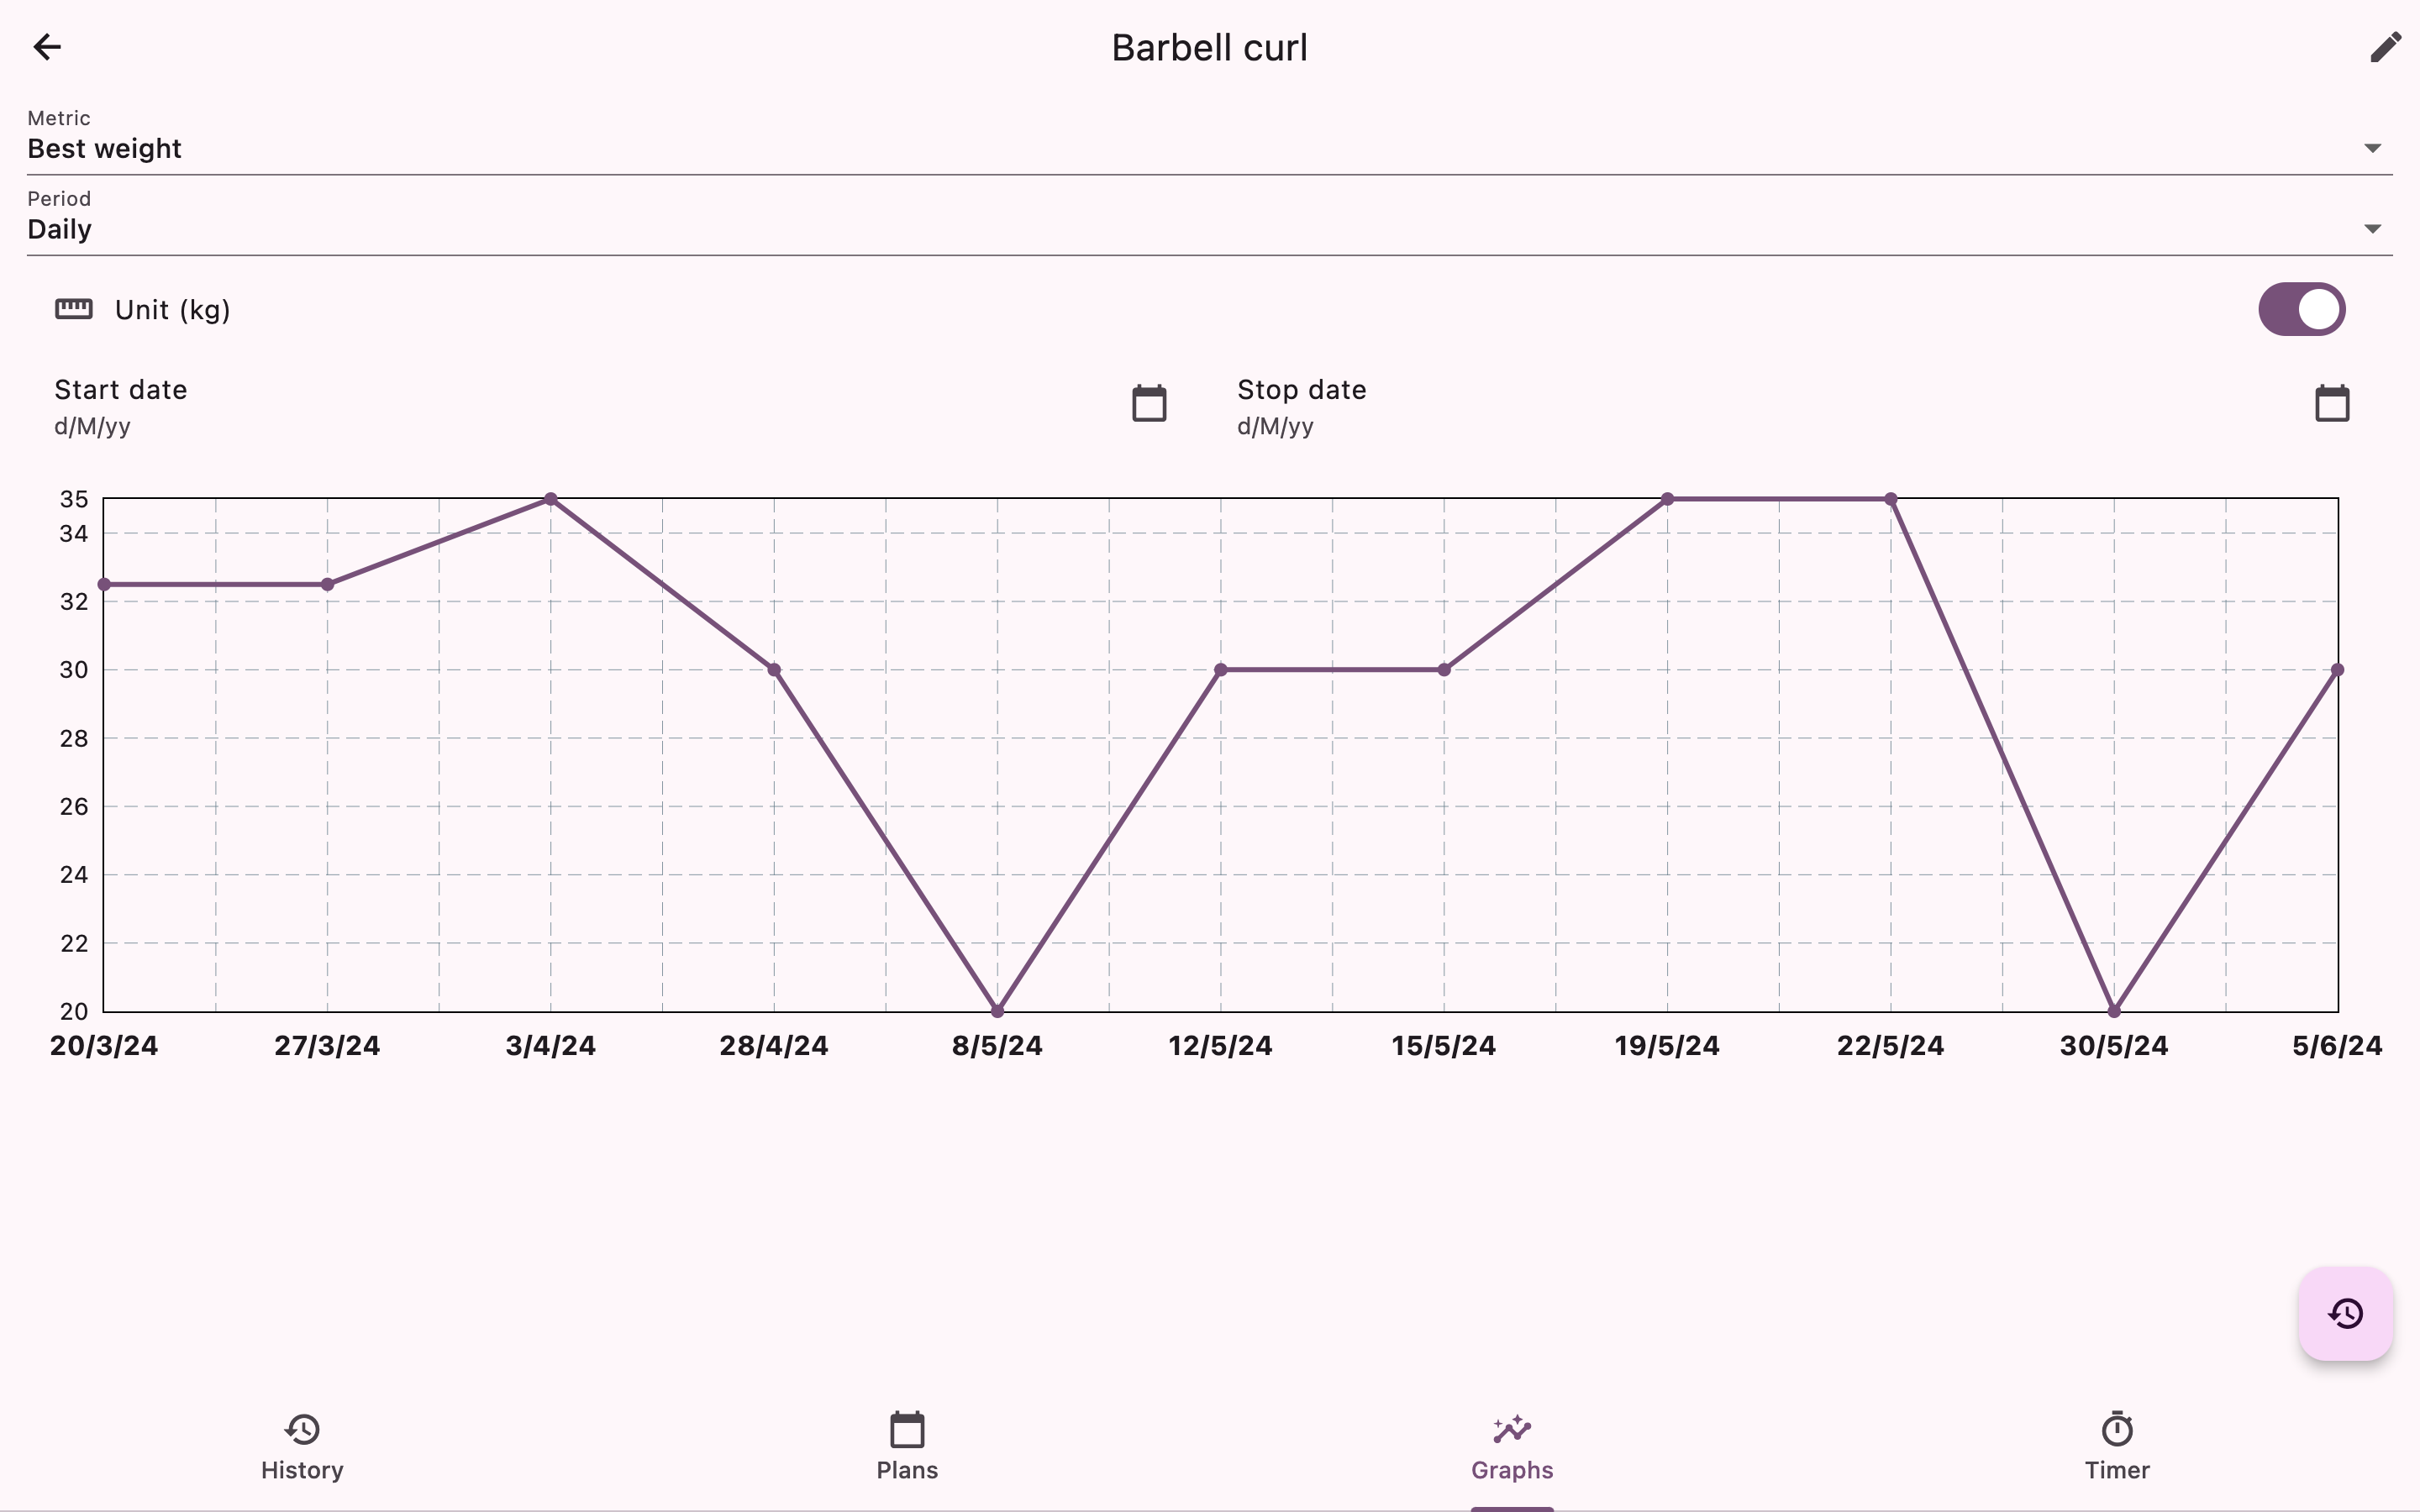 Barbell curl
Metric
Best weight
Period
Daily
Unit (kg)
Start date
d/M/yy
Stop date
d/M/yy
35
34
32
30
28
26
24
22
20
20/3/24 27/3/24 3/4/24 28/4/24 8/5/24 12/5/24 15/5/24 19/5/24 22/5/24 30/5/24 5/6/24
History Plans Graphs Timer